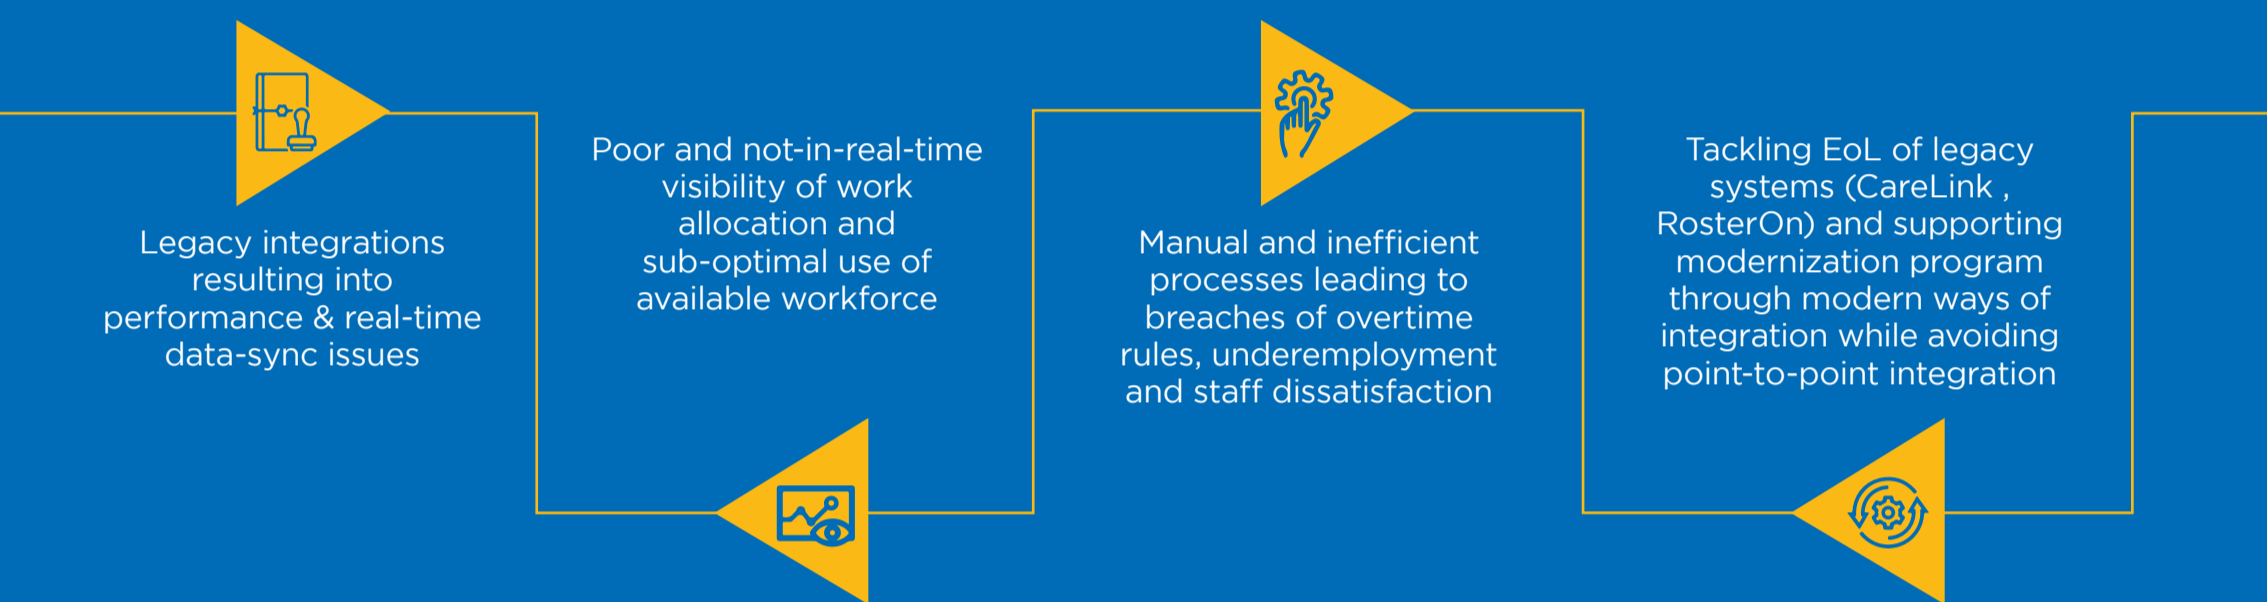 Legacy integrations
resulting into
performance & real-time
data-sync issues
Poor and not-in-real-time
visibility of work
allocation and
sub-optimal use of
available workforce
Manual and inefficient
processes leading to
breaches of overtime
rules, underemployment
and staff dissatisfaction
Tackling EoL of legacy
systems (CareLink ,
RosterOn) and supporting
modernization program
through modern ways of
integration while avoiding
point-to-point integration